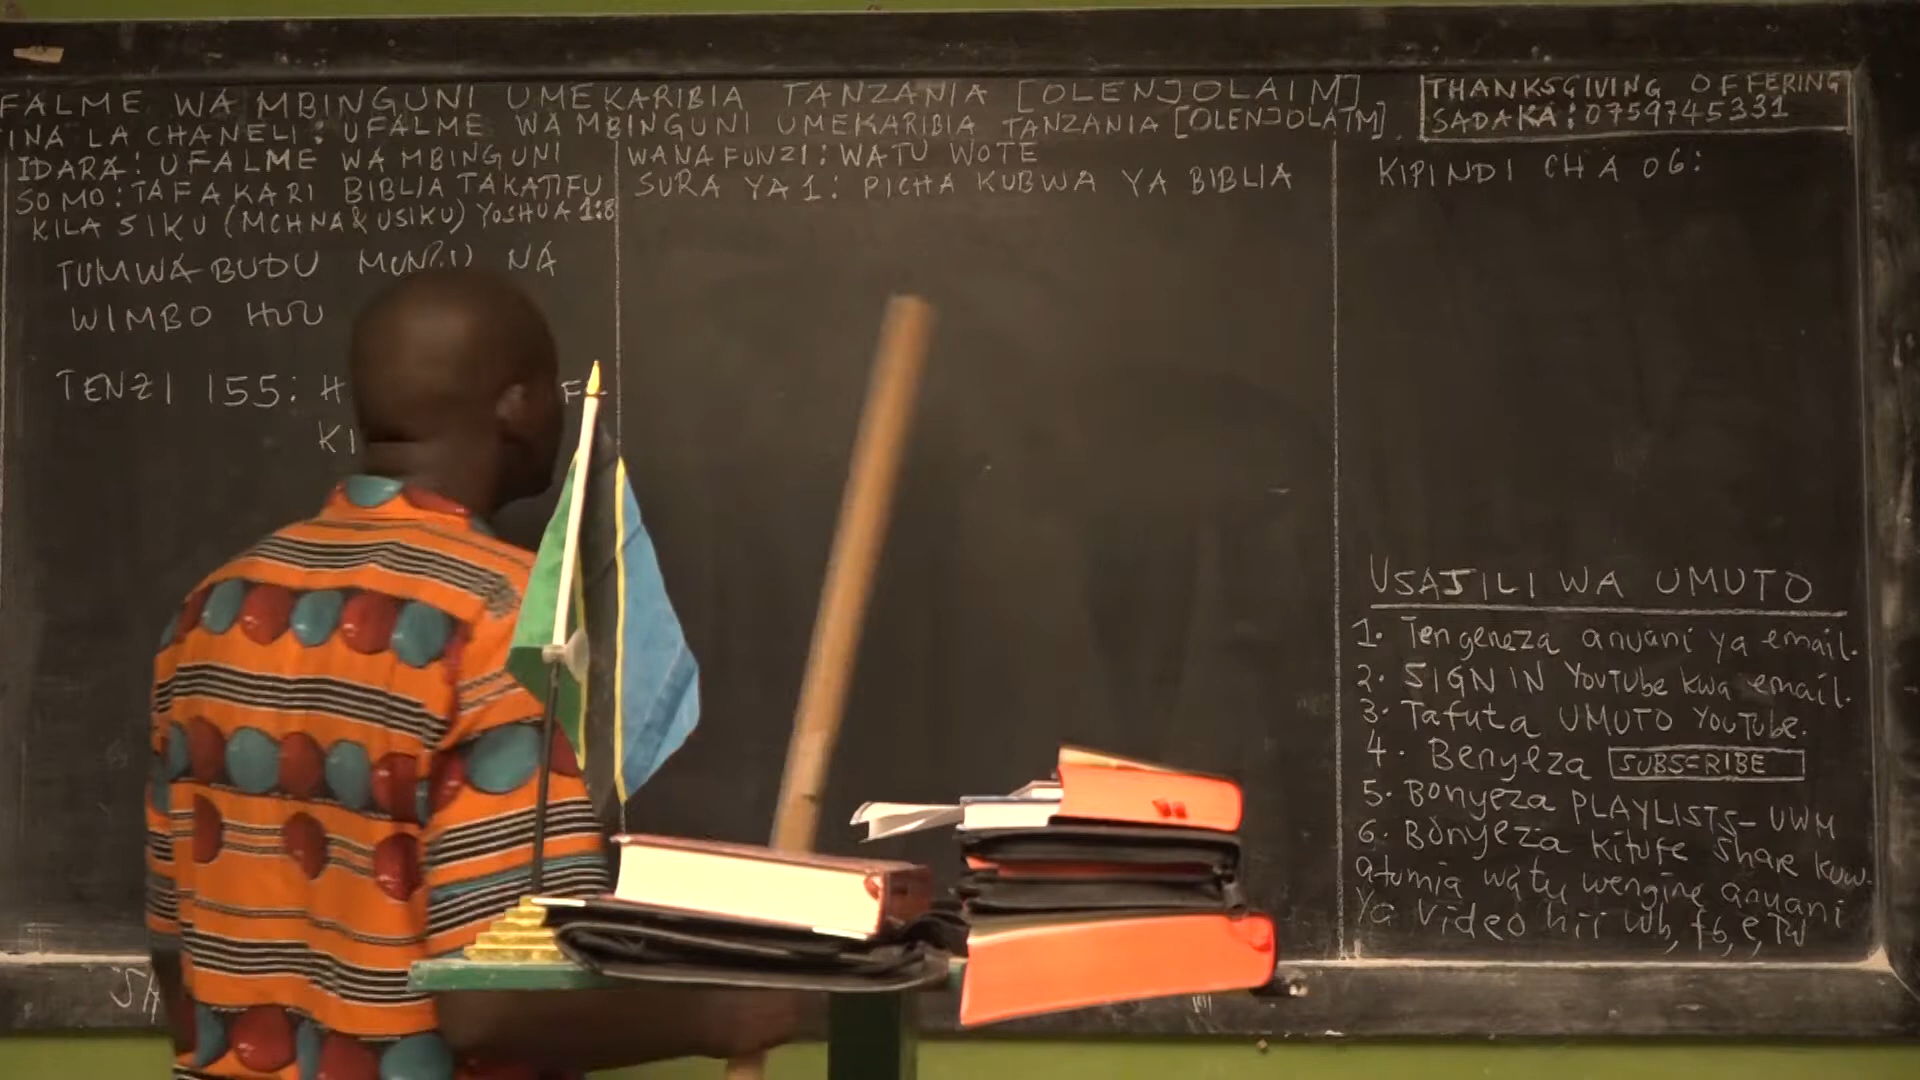 FALME WA MBINGUNI UMEKARIBIA TANZANIA [OLENJOLAIM]
INA LA CHANELI: UFALME WA MBINGUNI UMEKARIBIA TANZANIA [OLENJOLAIM]
IDARA: UFALME WA MBINGUNI
SOMO: TAFAKARI BIBLIA TAKATIFU
KILA SIKU (MCHNA & USIKU) YOSHUA 1:8
TUMWABUDU MUNGU NA
WIMBO HUU
TENZI 155: H
KI
WANAFUNZI: WATU WOTE
SURA YA 1: PICHA KUBWA YA BIBLIA
THANKSGIVING OFFERING
SADAKA: 0759745331
KIPINDI CHA 06:
USAJILI WA UMUTO
1. Tengeneza anuani ya email.
2. SIGN IN YouTube kwa email.
3. Tafuta UMUTO YouTube.
4. Benyeza SUBSCRIBE
5. Bonyeza PLAYLISTS - UWM
6. Bonyeza kitufe share kuw
atumia watu wengine anuani
ya video hii wb, fb, e, Tw